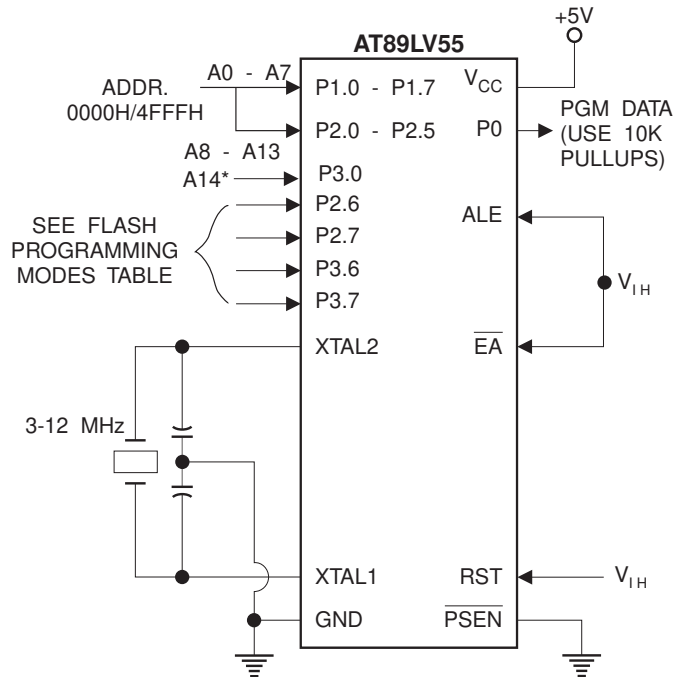 +5V
AT89LV55
A0 - A7
ADDR.
0000H/4FFFH
P1.0 - P1.7
VCC
PGM DATA
(USE 10K
PULLUPS)
P2.0 - P2.5
P0
A8 - A13
A14*
P3.0
P2.6
ALE
SEE FLASH
PROGRAMMING
MODES TABLE
P2.7
P3.6
P3.7
VIH
XTAL2
EA
3-12 MHz
XTAL1
RST
VIH
GND
PSEN